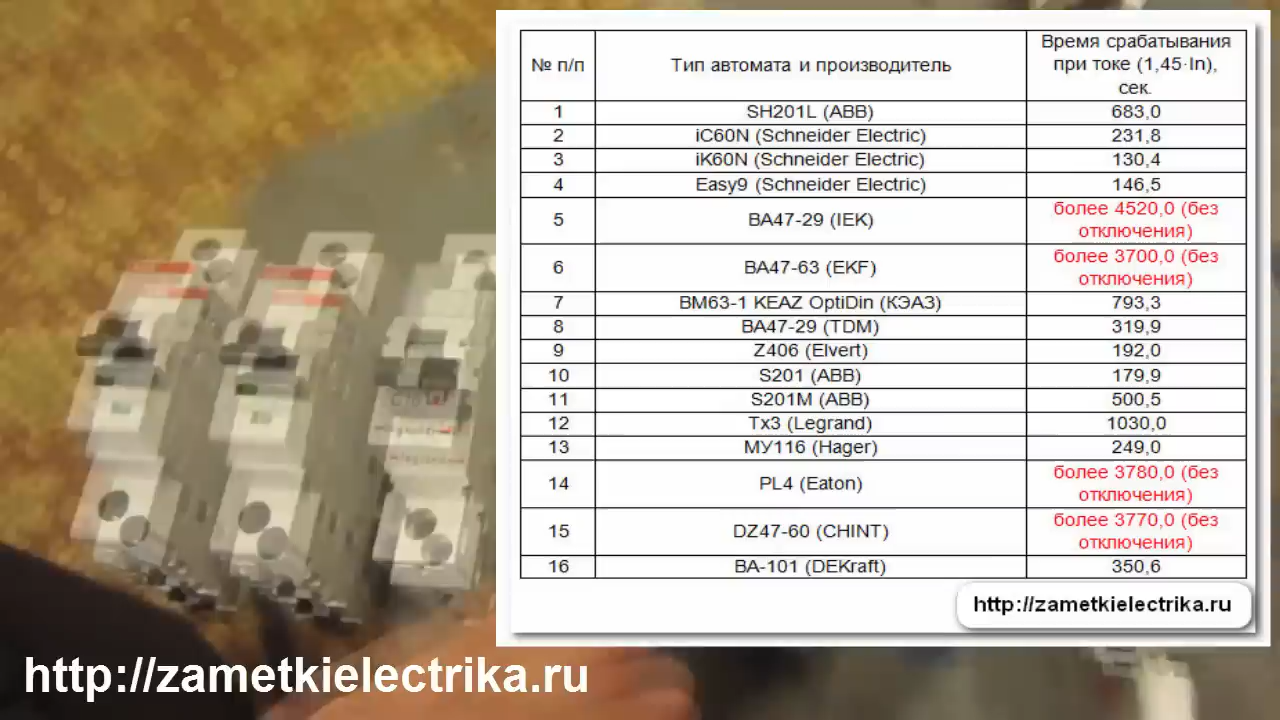 № п/п Тип автомата и производитель Время срабатывания
при токе (1,45·In),
сек.
1 SH201L (ABB) 683,0
2 iC60N (Schneider Electric) 231,8
3 iK60N (Schneider Electric) 130,4
4 Easy9 (Schneider Electric) 146,5
5 ВА47-29 (IEK) более 4520,0 (без
отключения)
6 ВА47-63 (EKF) более 3700,0 (без
отключения)
7 ВМ63-1 KEAZ OptiDin (КЭАЗ) 793,3
8 ВА47-29 (TDM) 319,9
9 Z406 (Elvert) 192,0
10 S201 (ABB) 179,9
11 S201M (ABB) 500,5
12 Tx3 (Legrand) 1030,0
13 МУ116 (Hager) 249,0
14 PL4 (Eaton) более 3780,0 (без
отключения)
15 DZ47-60 (CHINT) более 3770,0 (без
отключения)
16 ВА-101 (DEKraft) 350,6
http://zametkielectrika.ru
http://zametkielectrika.ru